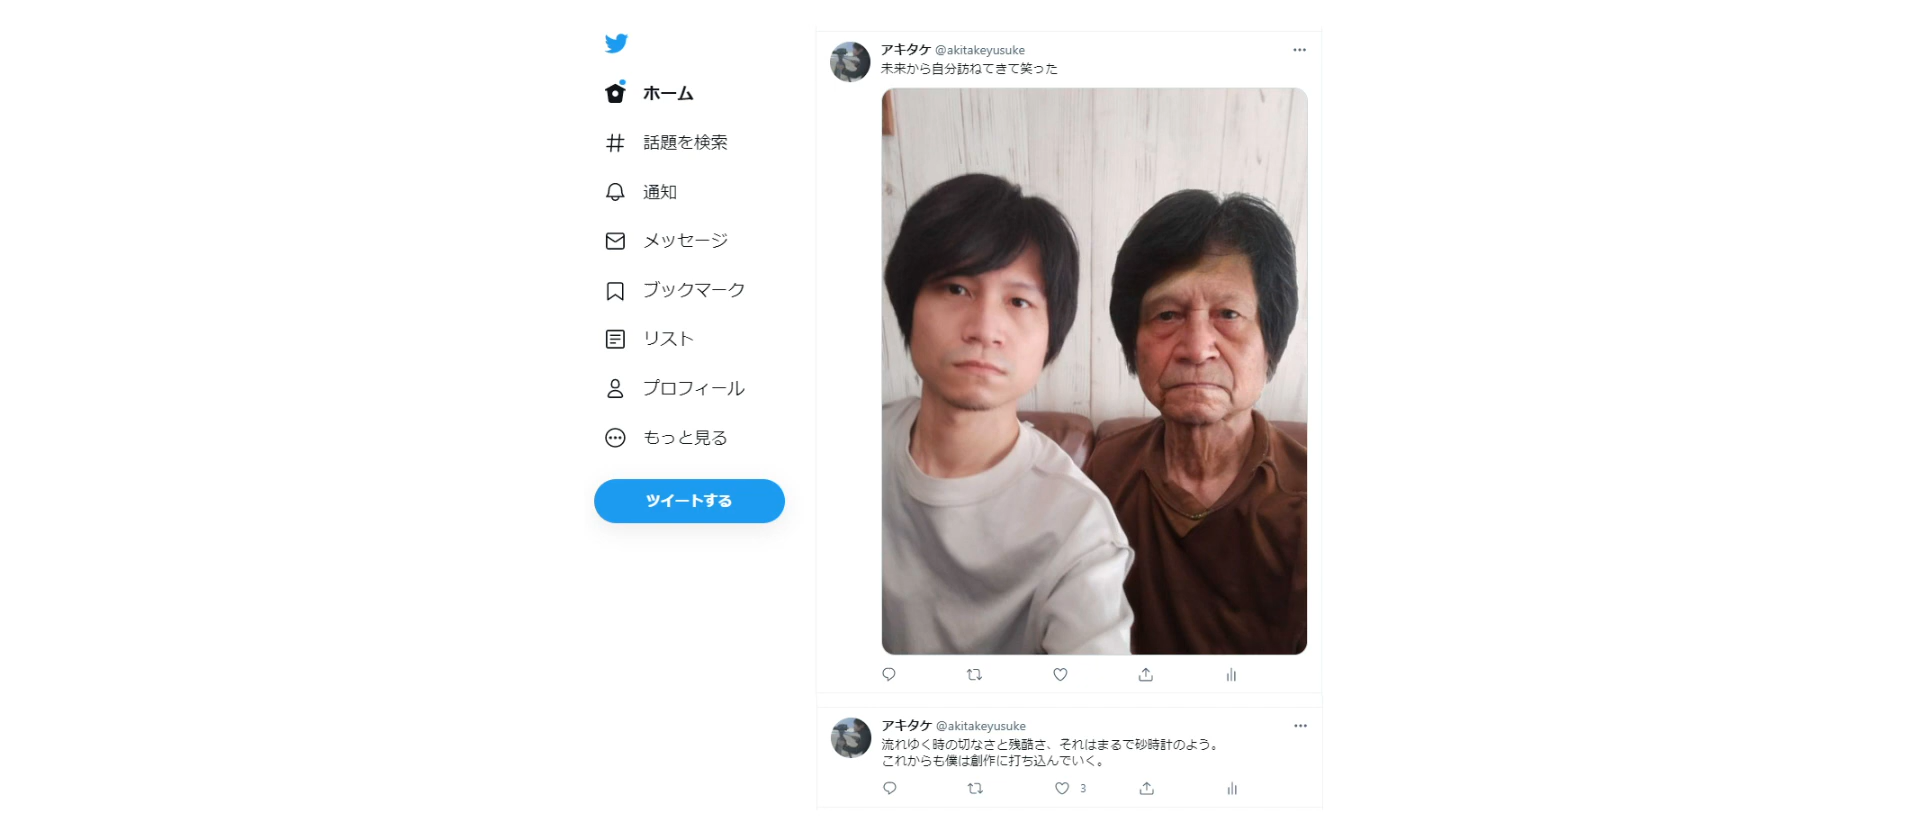 ホーム
話題を検索
通知
メッセージ
ブックマーク
リスト
プロフィール
もっと見る
ツイートする
アキタケ @akitakeyusuke
未来から自分訪ねてきて笑った
アキタケ @akitakeyusuke
流れゆく時の切なさと残酷さ、それはまるで砂時計のよう。
これからも僕は創作に打ち込んでいく。
3